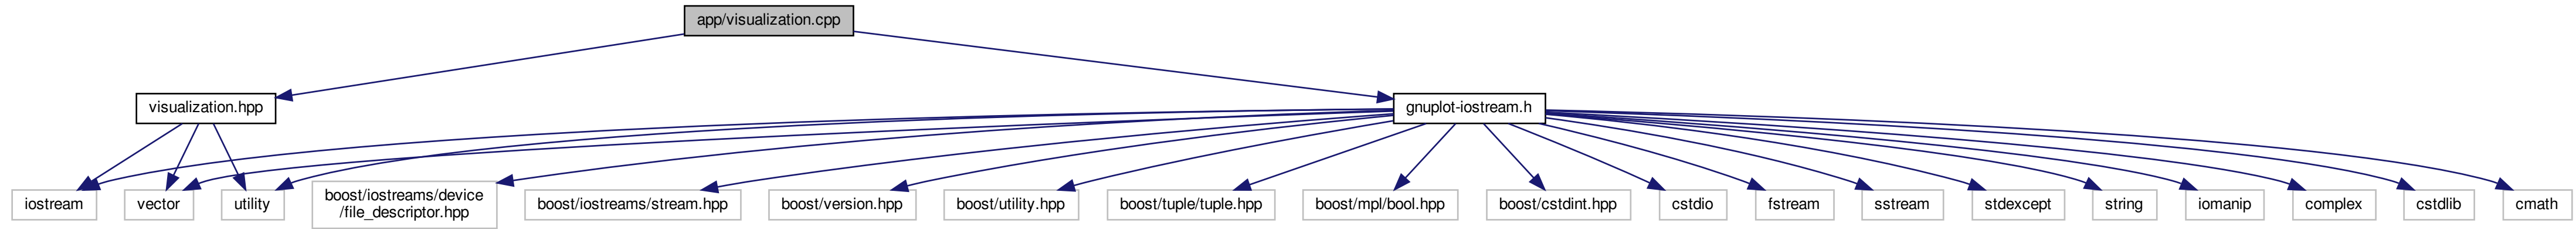 app/visualization.cpp
visualization.hpp
gnuplot-iostream.h
iostream
vector
utility
boost/iostreams/device
/file_descriptor.hpp
boost/iostreams/stream.hpp
boost/version.hpp
boost/utility.hpp
boost/tuple/tuple.hpp
boost/mpl/bool.hpp
boost/cstdint.hpp
cstdio
fstream
sstream
stdexcept
string
iomanip
complex
cstdlib
cmath